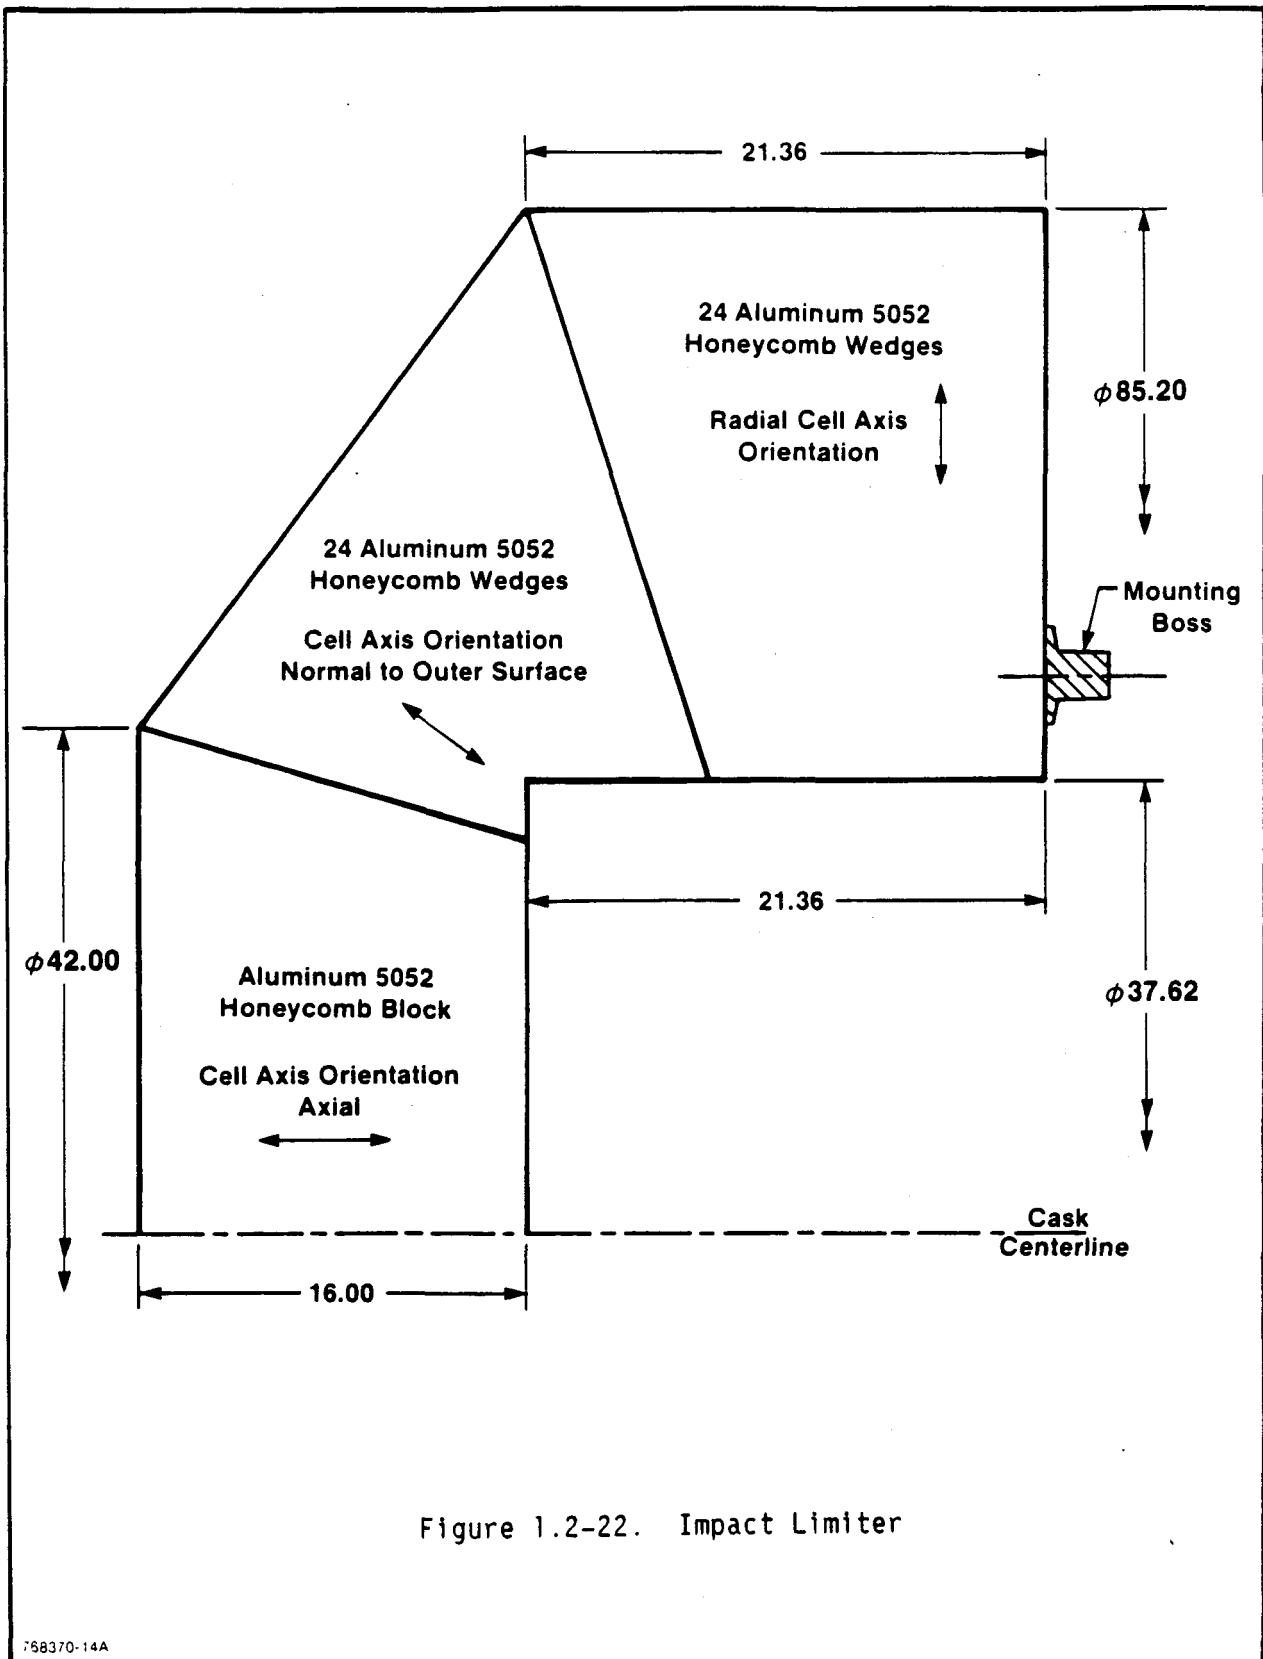 21.36
24 Aluminum 5052
Honeycomb Wedges
Radial Cell Axis
Orientation
ϕ85.20
24 Aluminum 5052
Honeycomb Wedges
Cell Axis Orientation
Normal to Outer Surface
Mounting
Boss
21.36
ϕ42.00
Aluminum 5052
Honeycomb Block
Cell Axis Orientation
Axial
ϕ37.62
Cask
Centerline
16.00
Figure 1.2-22. Impact Limiter
768370-14A